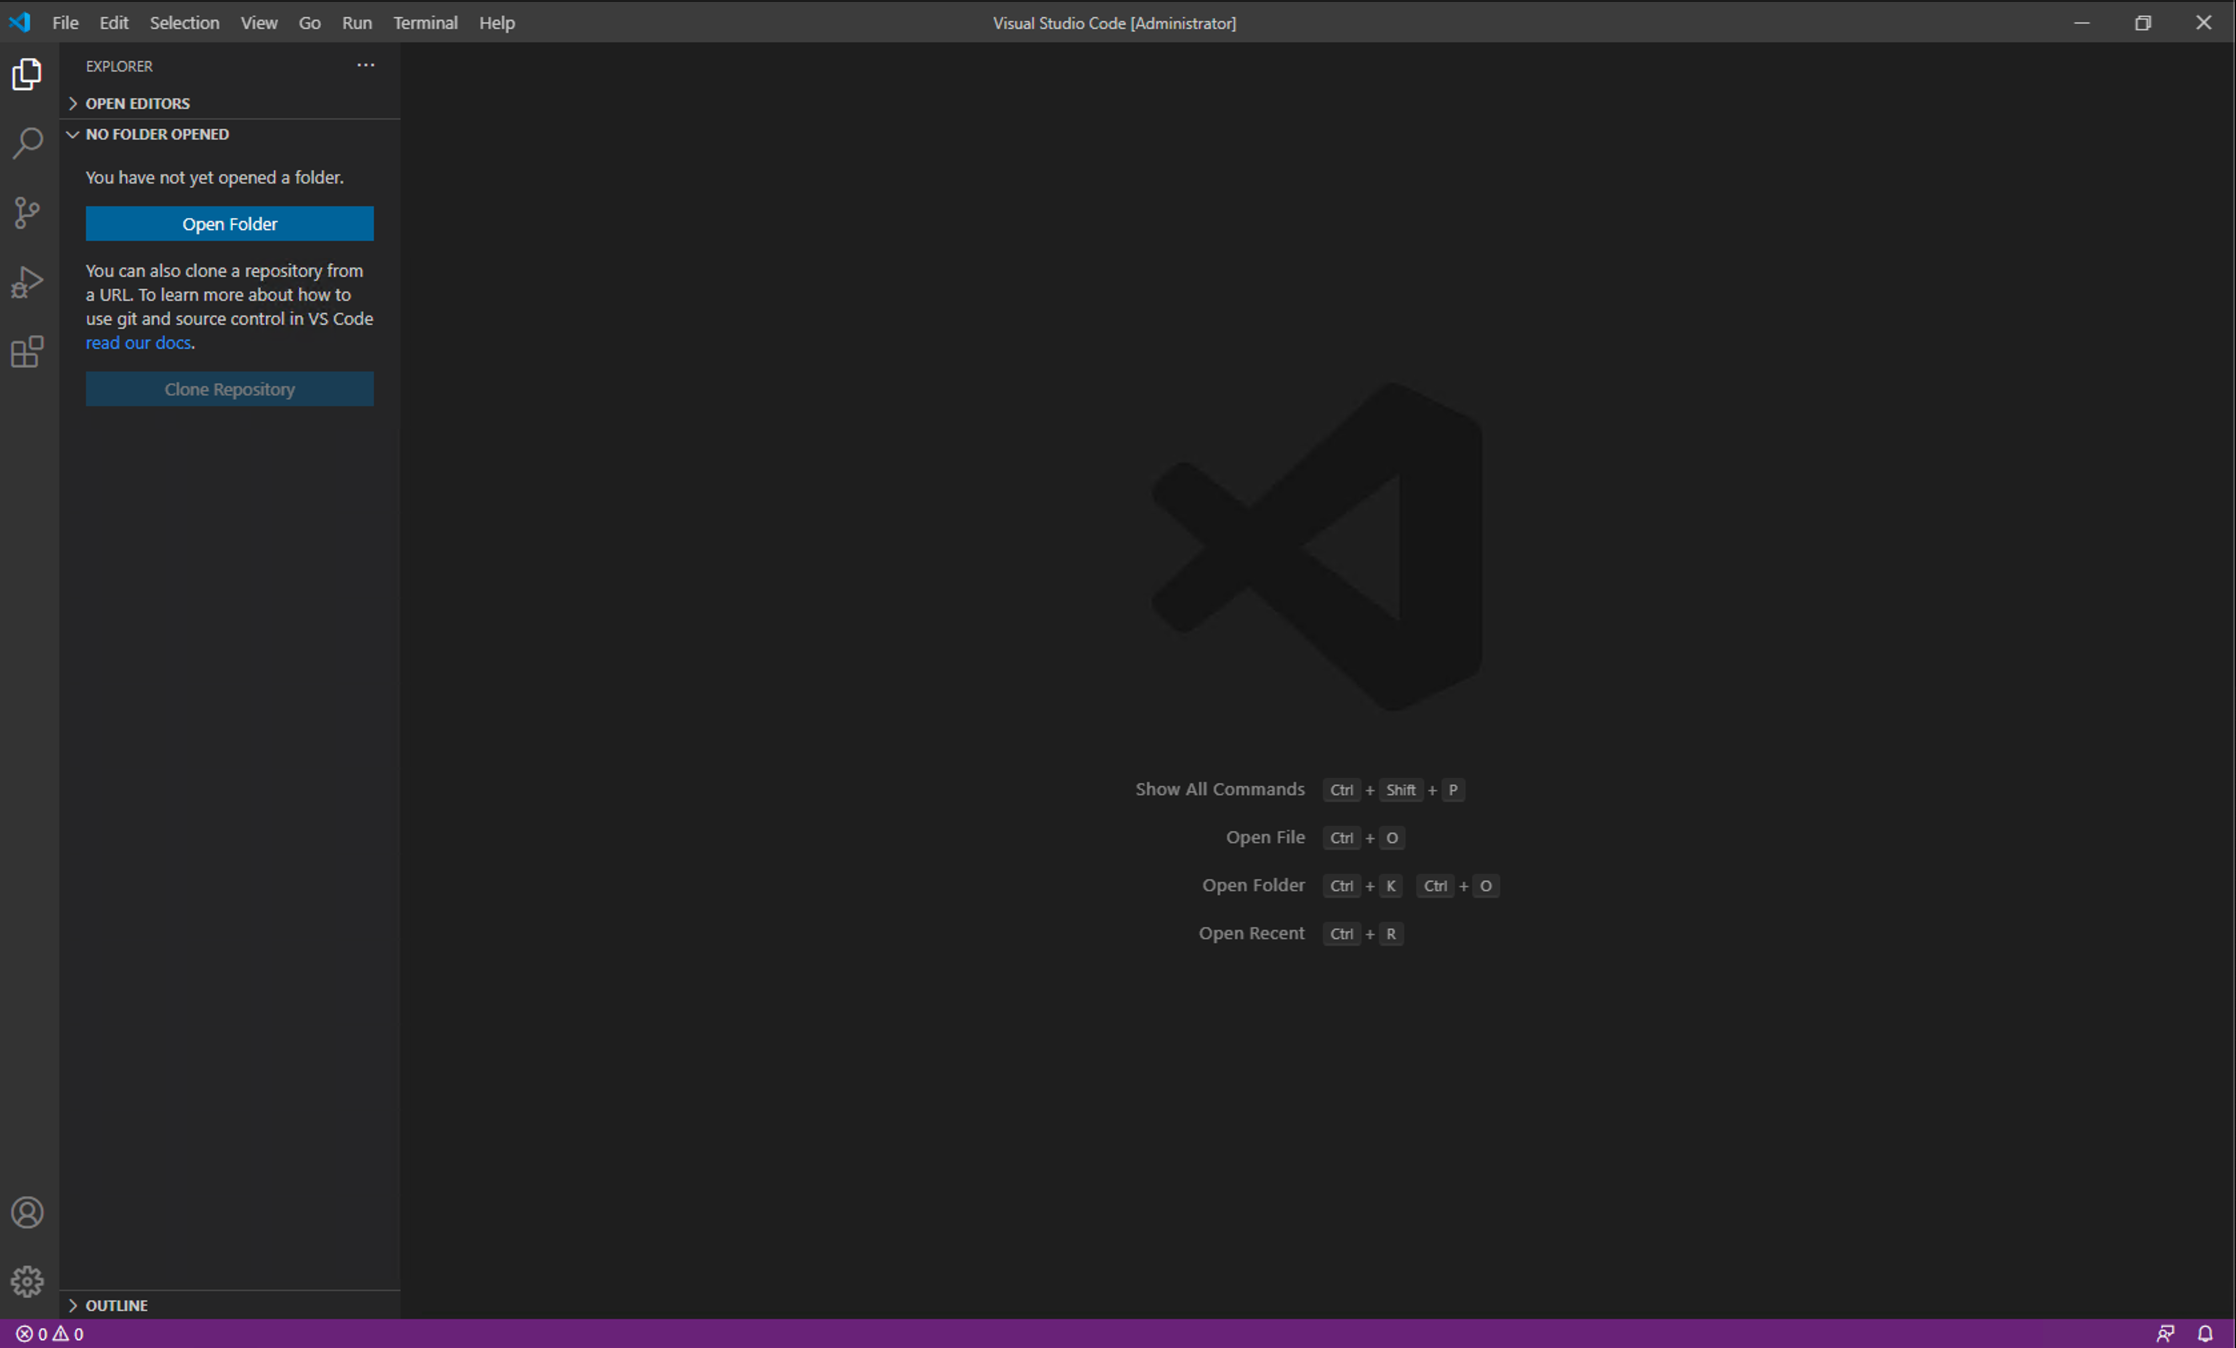 File Edit Selection View Go Run Terminal Help
Visual Studio Code [Administrator]
EXPLORER
OPEN EDITORS
NO FOLDER OPENED
You have not yet opened a folder.
Open Folder
You can also clone a repository from
a URL. To learn more about how to
use git and source control in VS Code
read our docs.
Clone Repository
Show All Commands Ctrl + Shift + P
Open File Ctrl + O
Open Folder Ctrl + K Ctrl + O
Open Recent Ctrl + R
OUTLINE
0 0